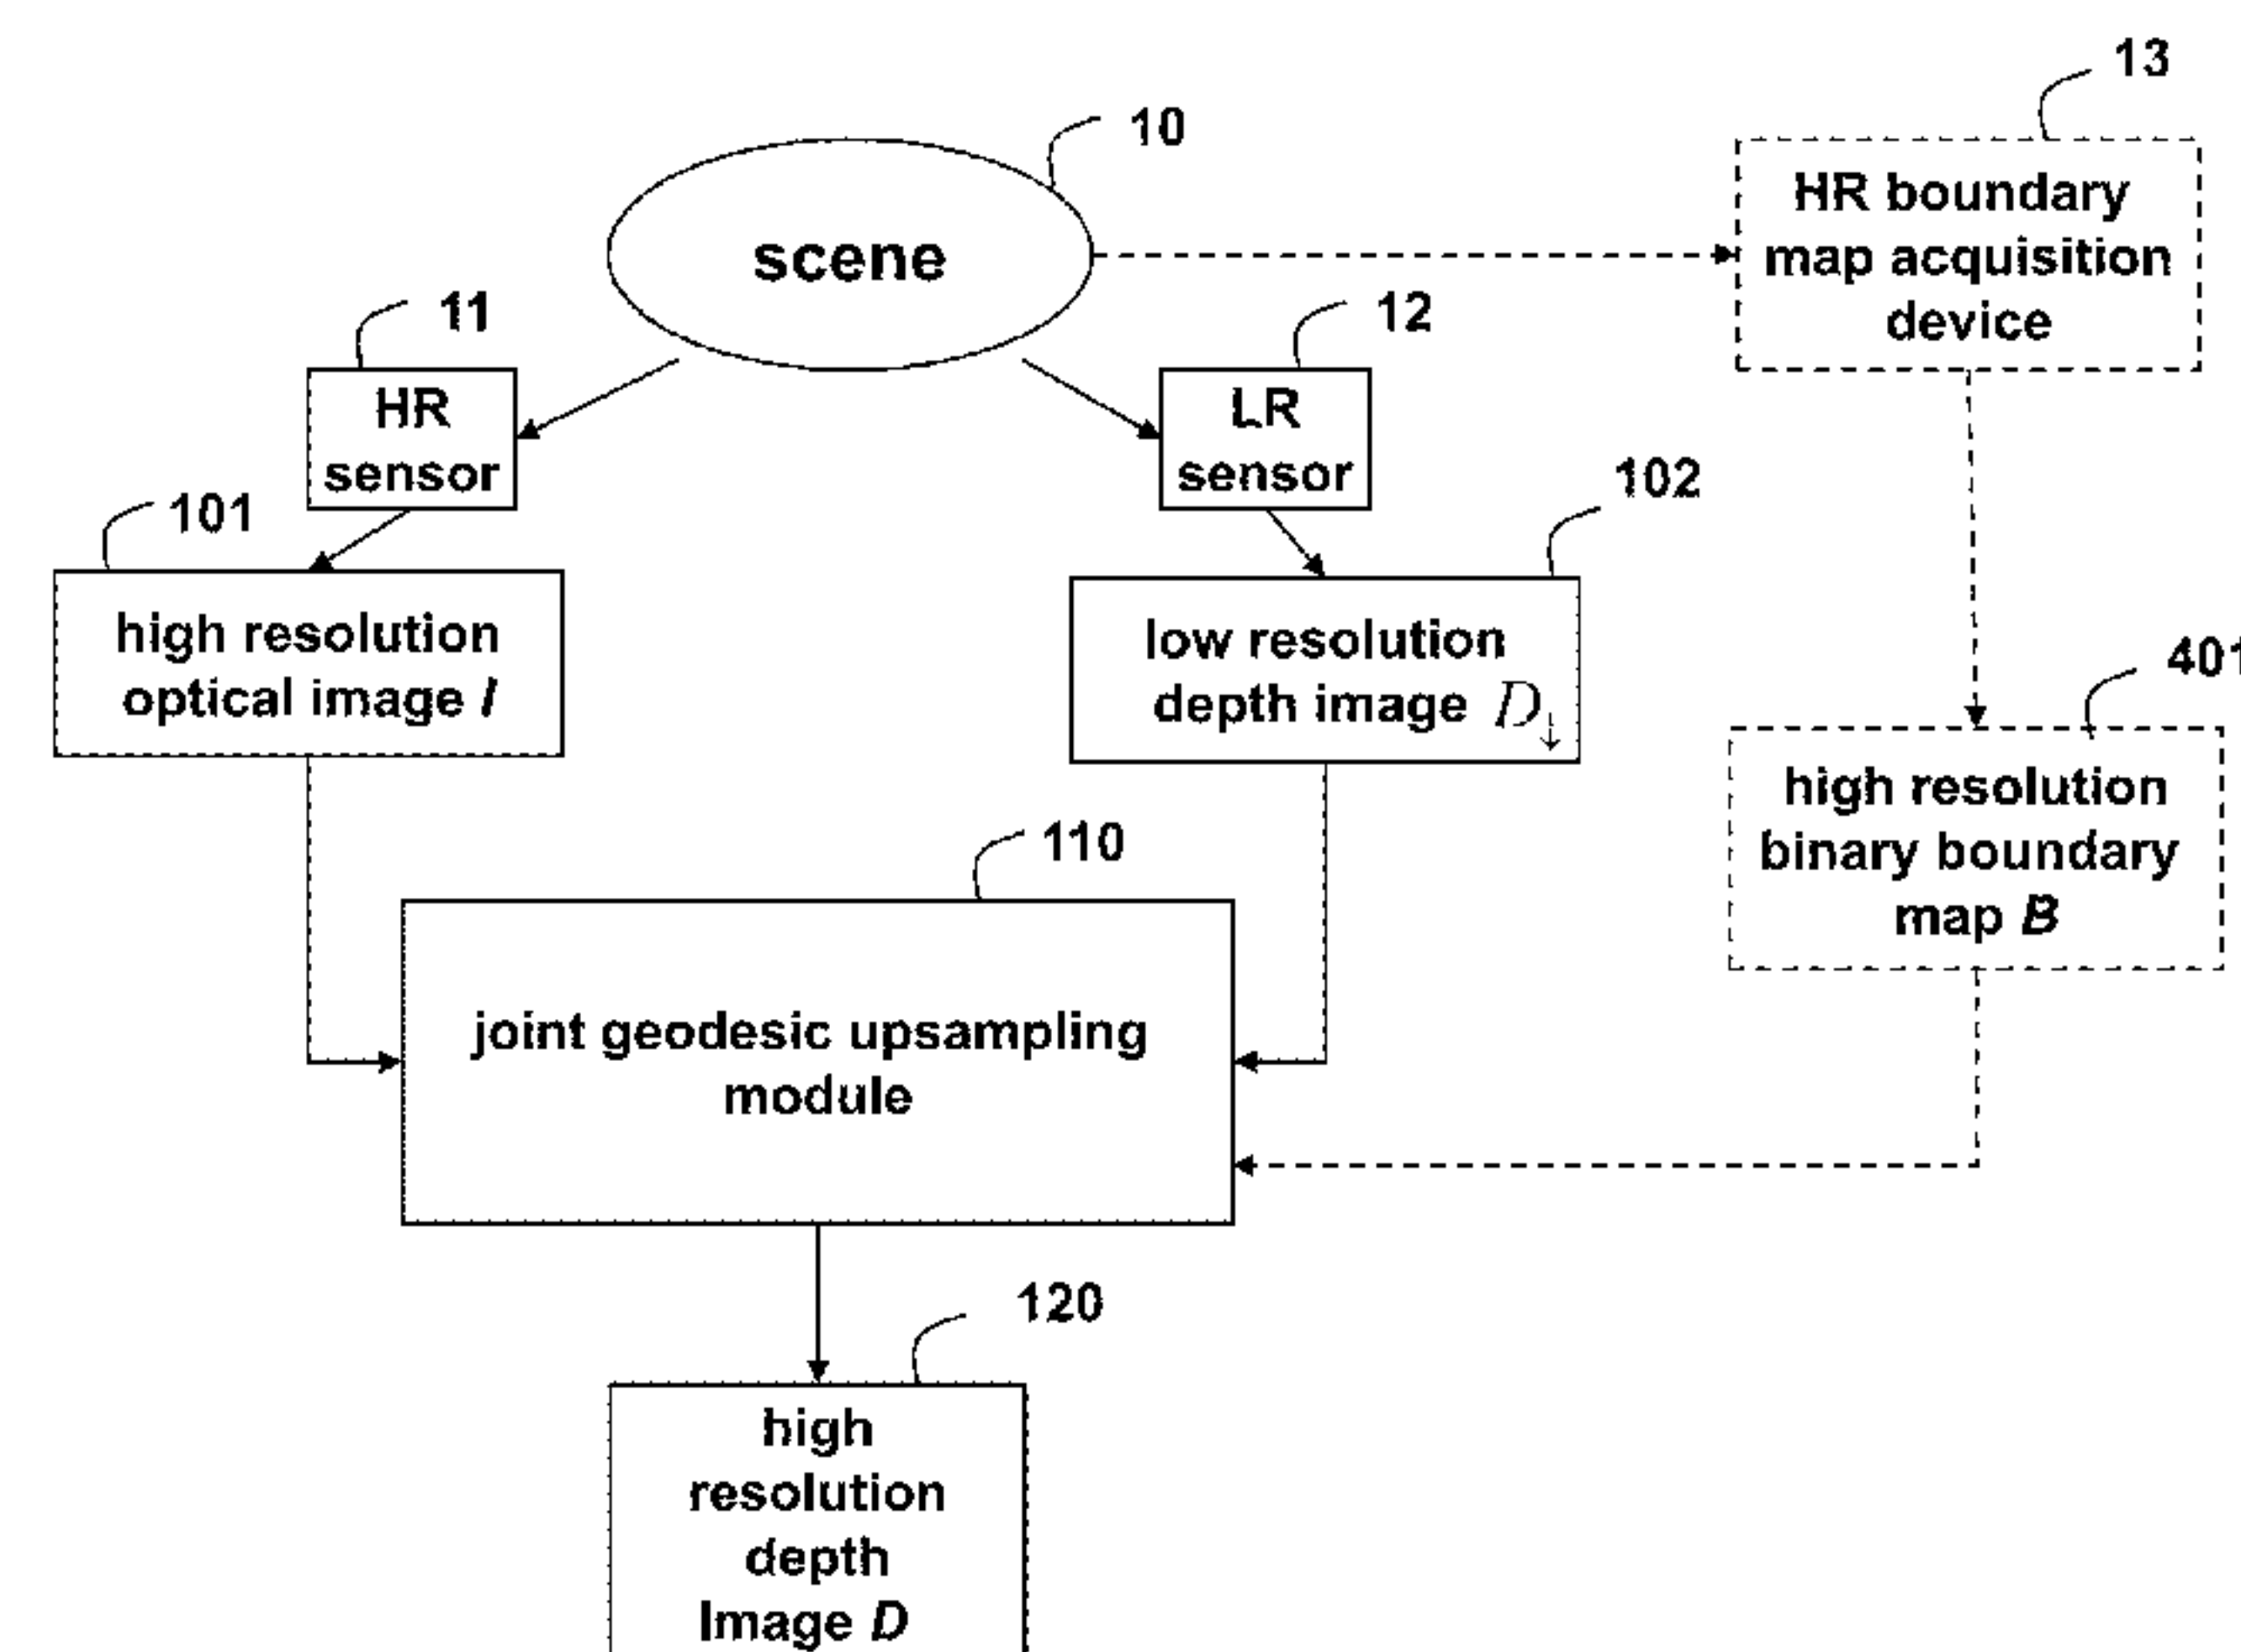 13
10
HR boundary
map acquisition
device
scene
11
12
HR
sensor
LR
sensor
101
102
high resolution
optical image I
low resolution
depth image D↓
401
high resolution
binary boundary
map B
110
joint geodesic upsampling
module
120
high
resolution
depth
Image D